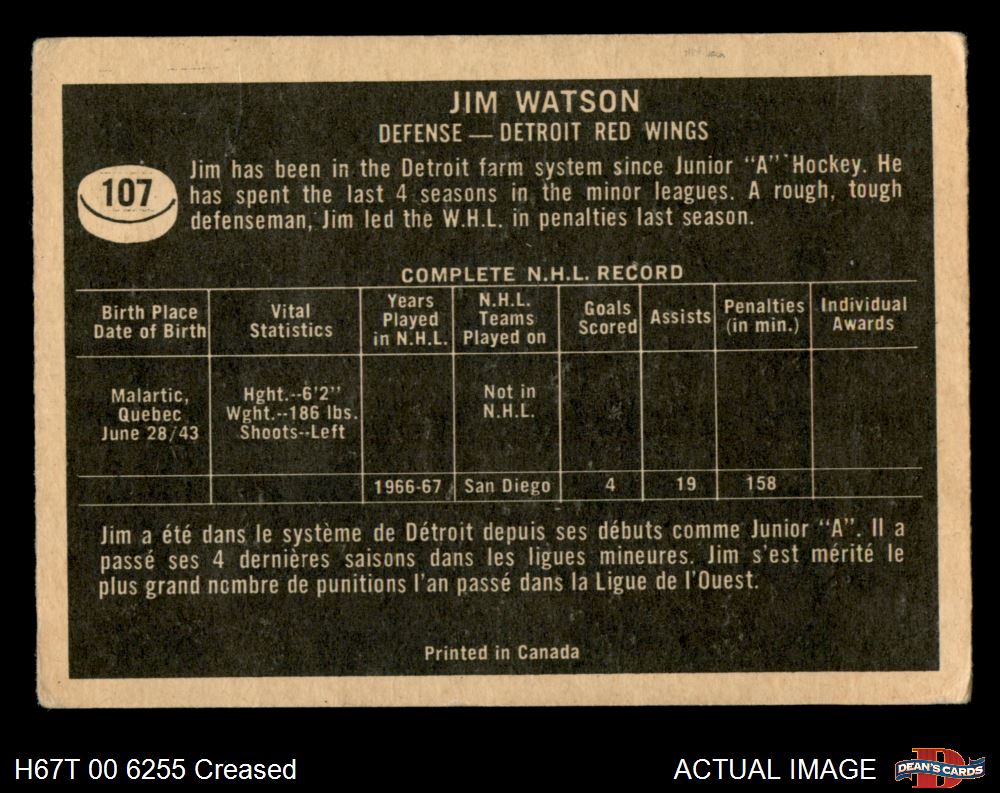 JIM WATSON
DEFENSE — DETROIT RED WINGS
107
Jim has been in the Detroit farm system since Junior "A" Hockey. He
has spent the last 4 seasons in the minor leagues. A rough, tough
defenseman, Jim led the W.H.L. in penalties last season.
COMPLETE N.H.L. RECORD
Birth Place
Date of Birth
Vital
Statistics
Years
Played
in N.H.L.
N.H.L.
Teams
Played on
Goals
Scored
Assists
Penalties
(in min.)
Individual
Awards
Malartic,
Quebec
June 28/43
Hght.--6'2''
Wght.--186 lbs.
Shoots--Left
Not in
N.H.L.
1966-67 San Diego 4 19 158
Jim a été dans le système de Détroit depuis ses débuts comme Junior "A". Il a
passé ses 4 dernières saisons dans les ligues mineures. Jim s'est mérité le
plus grand nombre de punitions l'an passé dans la Ligue de l'Ouest.
Printed in Canada
H67T 00 6255 Creased
ACTUAL IMAGE
D
DEAN'S CARDS